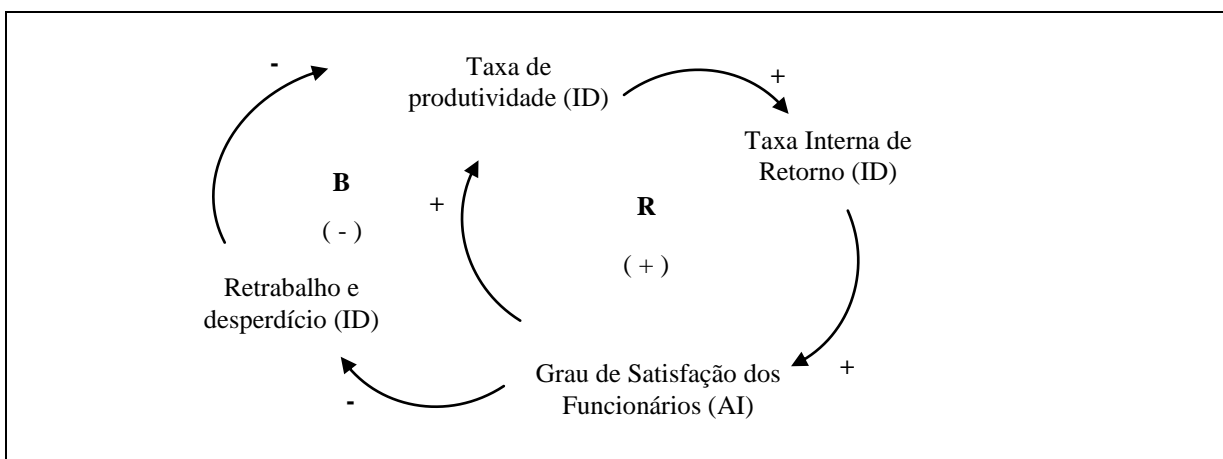 -
Taxa de
produtividade (ID)
+
Taxa Interna de
Retorno (ID)
B
( - )
+
R
( + )
Retrabalho e
desperdício (ID)
Grau de Satisfação dos
Funcionários (AI)
+
-